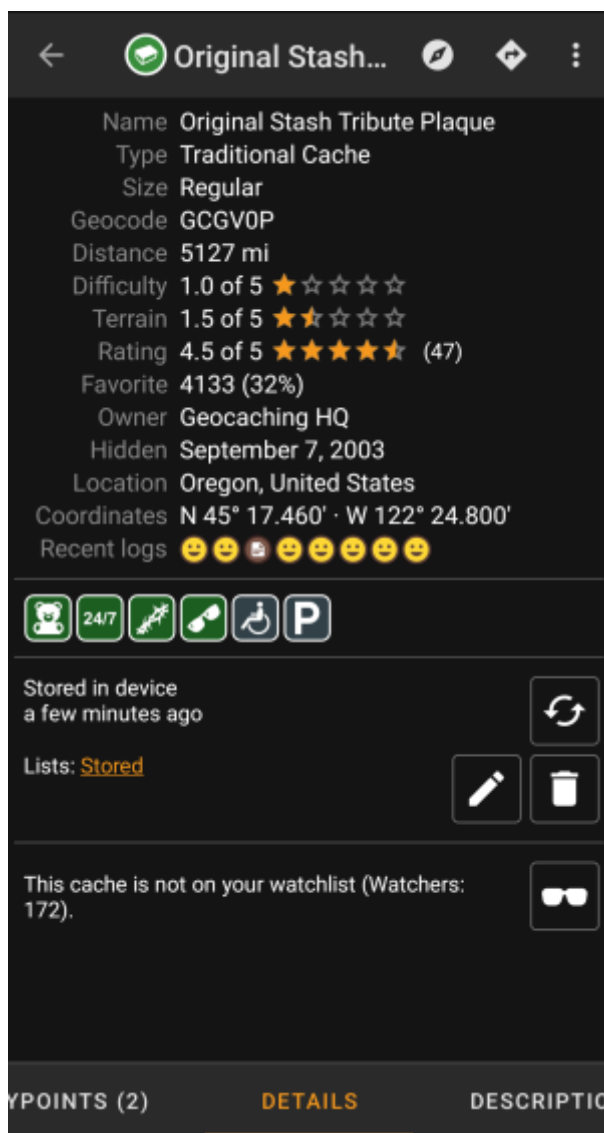 Original Stash...
Name Original Stash Tribute Plaque
Type Traditional Cache
Size Regular
Geocode GCGV0P
Distance 5127 mi
Difficulty 1.0 of 5
Terrain 1.5 of 5
Rating 4.5 of 5 (47)
Favorite 4133 (32%)
Owner Geocaching HQ
Hidden September 7, 2003
Location Oregon, United States
Coordinates N 45° 17.460' · W 122° 24.800'
Recent logs
24/7 P
Stored in device
a few minutes ago
Lists: Stored
This cache is not on your watchlist (Watchers:
172).
YPOINTS (2) DETAILS DESCRIPTIO